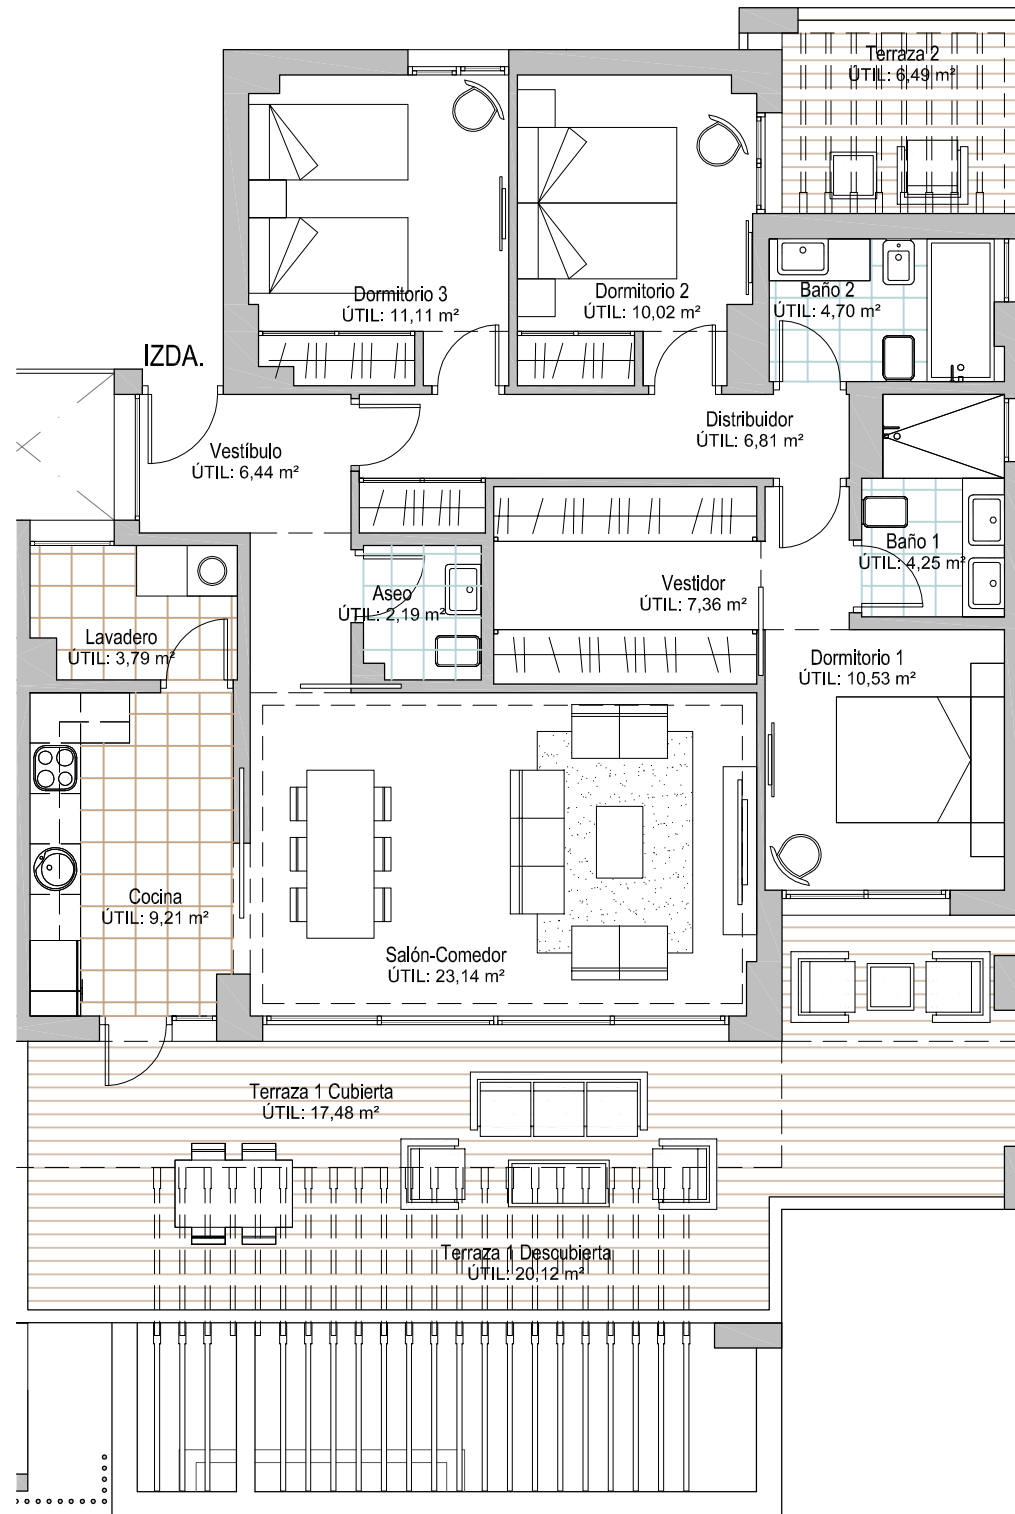 Terraza 2
ÚTIL: 6,49 m²
Dormitorio 3
ÚTIL: 11,11 m²
Dormitorio 2
ÚTIL: 10,02 m²
Baño 2
ÚTIL: 4,70 m²
IZDA.
Vestíbulo
ÚTIL: 6,44 m²
Distribuidor
ÚTIL: 6,81 m²
Baño 1
ÚTIL: 4,25 m²
Aseo
ÚTIL: 2,19 m²
Vestidor
ÚTIL: 7,36 m²
Lavadero
ÚTIL: 3,79 m²
Dormitorio 1
ÚTIL: 10,53 m²
Cocina
ÚTIL: 9,21 m²
Salón-Comedor
ÚTIL: 23,14 m²
Terraza 1 Cubierta
ÚTIL: 17,48 m²
Terraza 1 Descubierta
ÚTIL: 20,12 m²